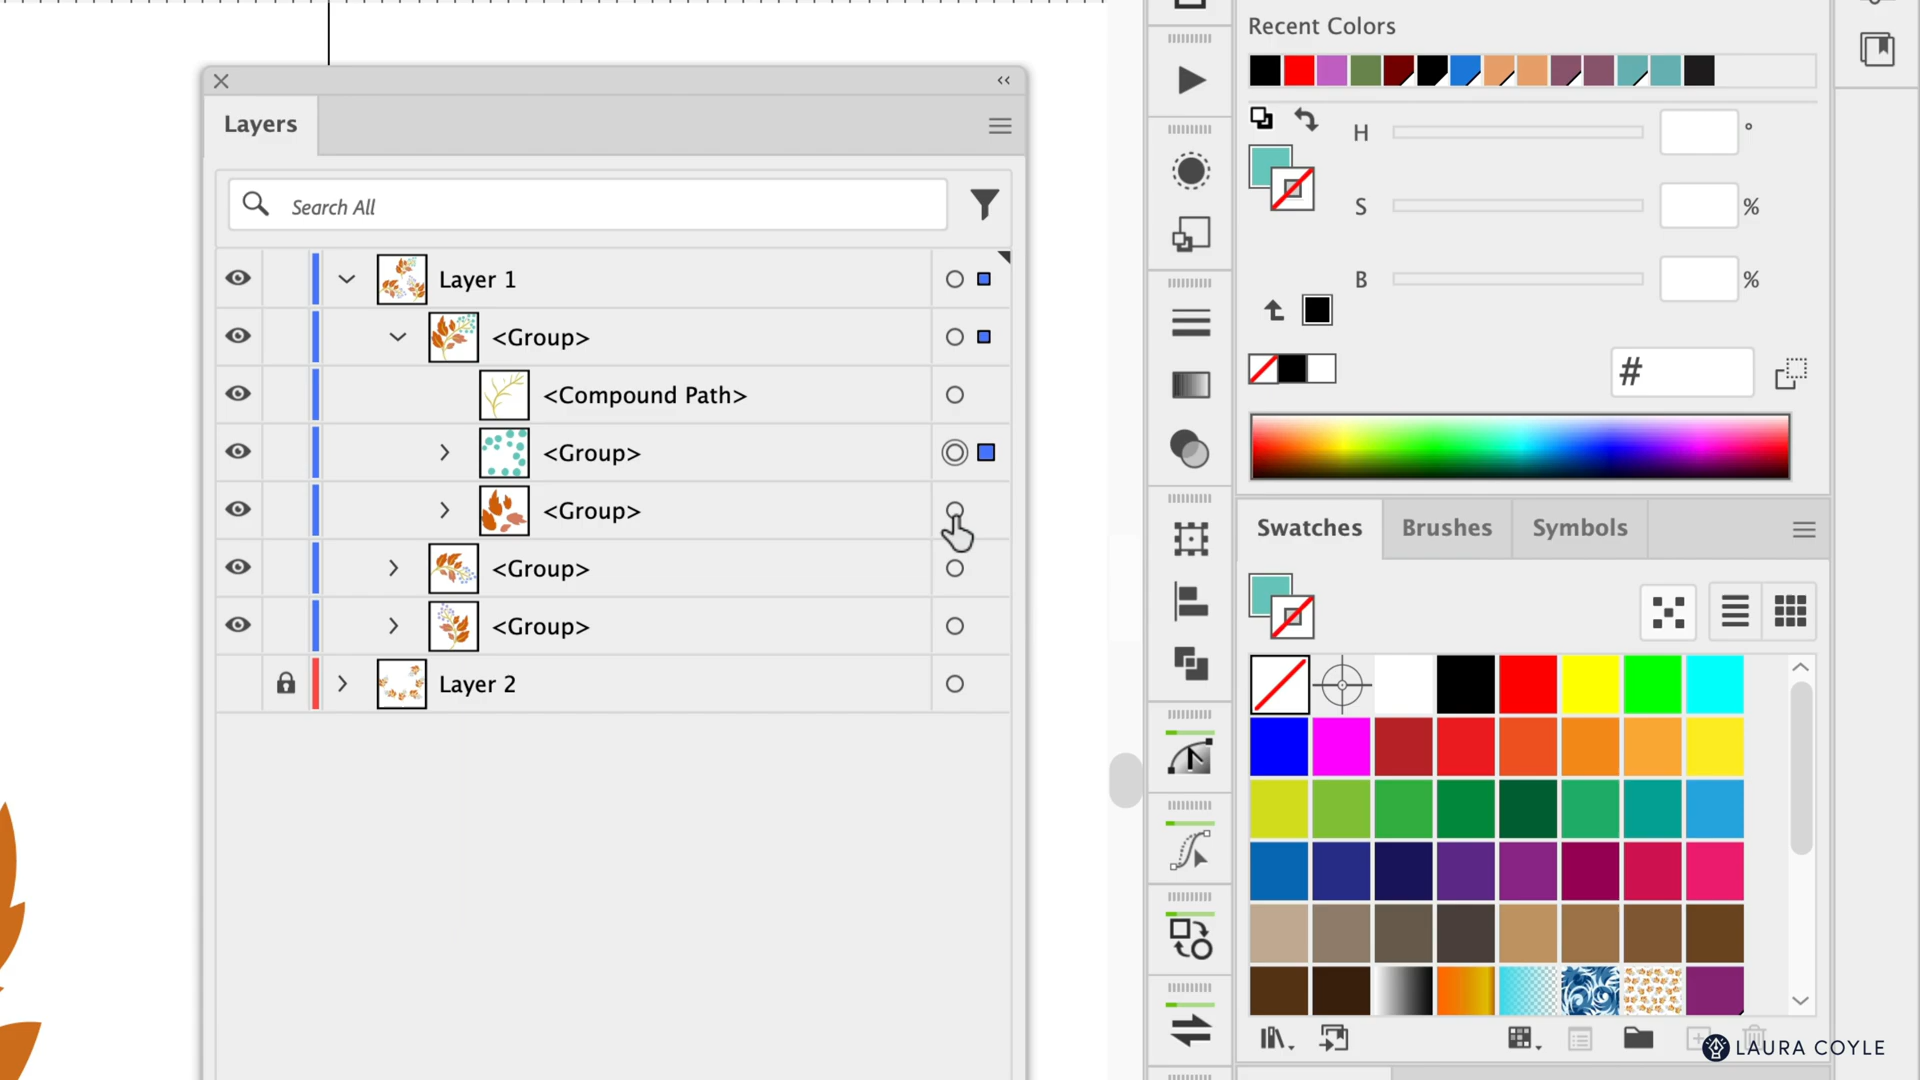 Recent Colors
H
°
S
%
B
%
#
Layers
Search All
Layer 1
<Group>
<Compound Path>
<Group>
<Group>
<Group>
<Group>
Layer 2
Swatches
Brushes
Symbols
LAURA COYLE